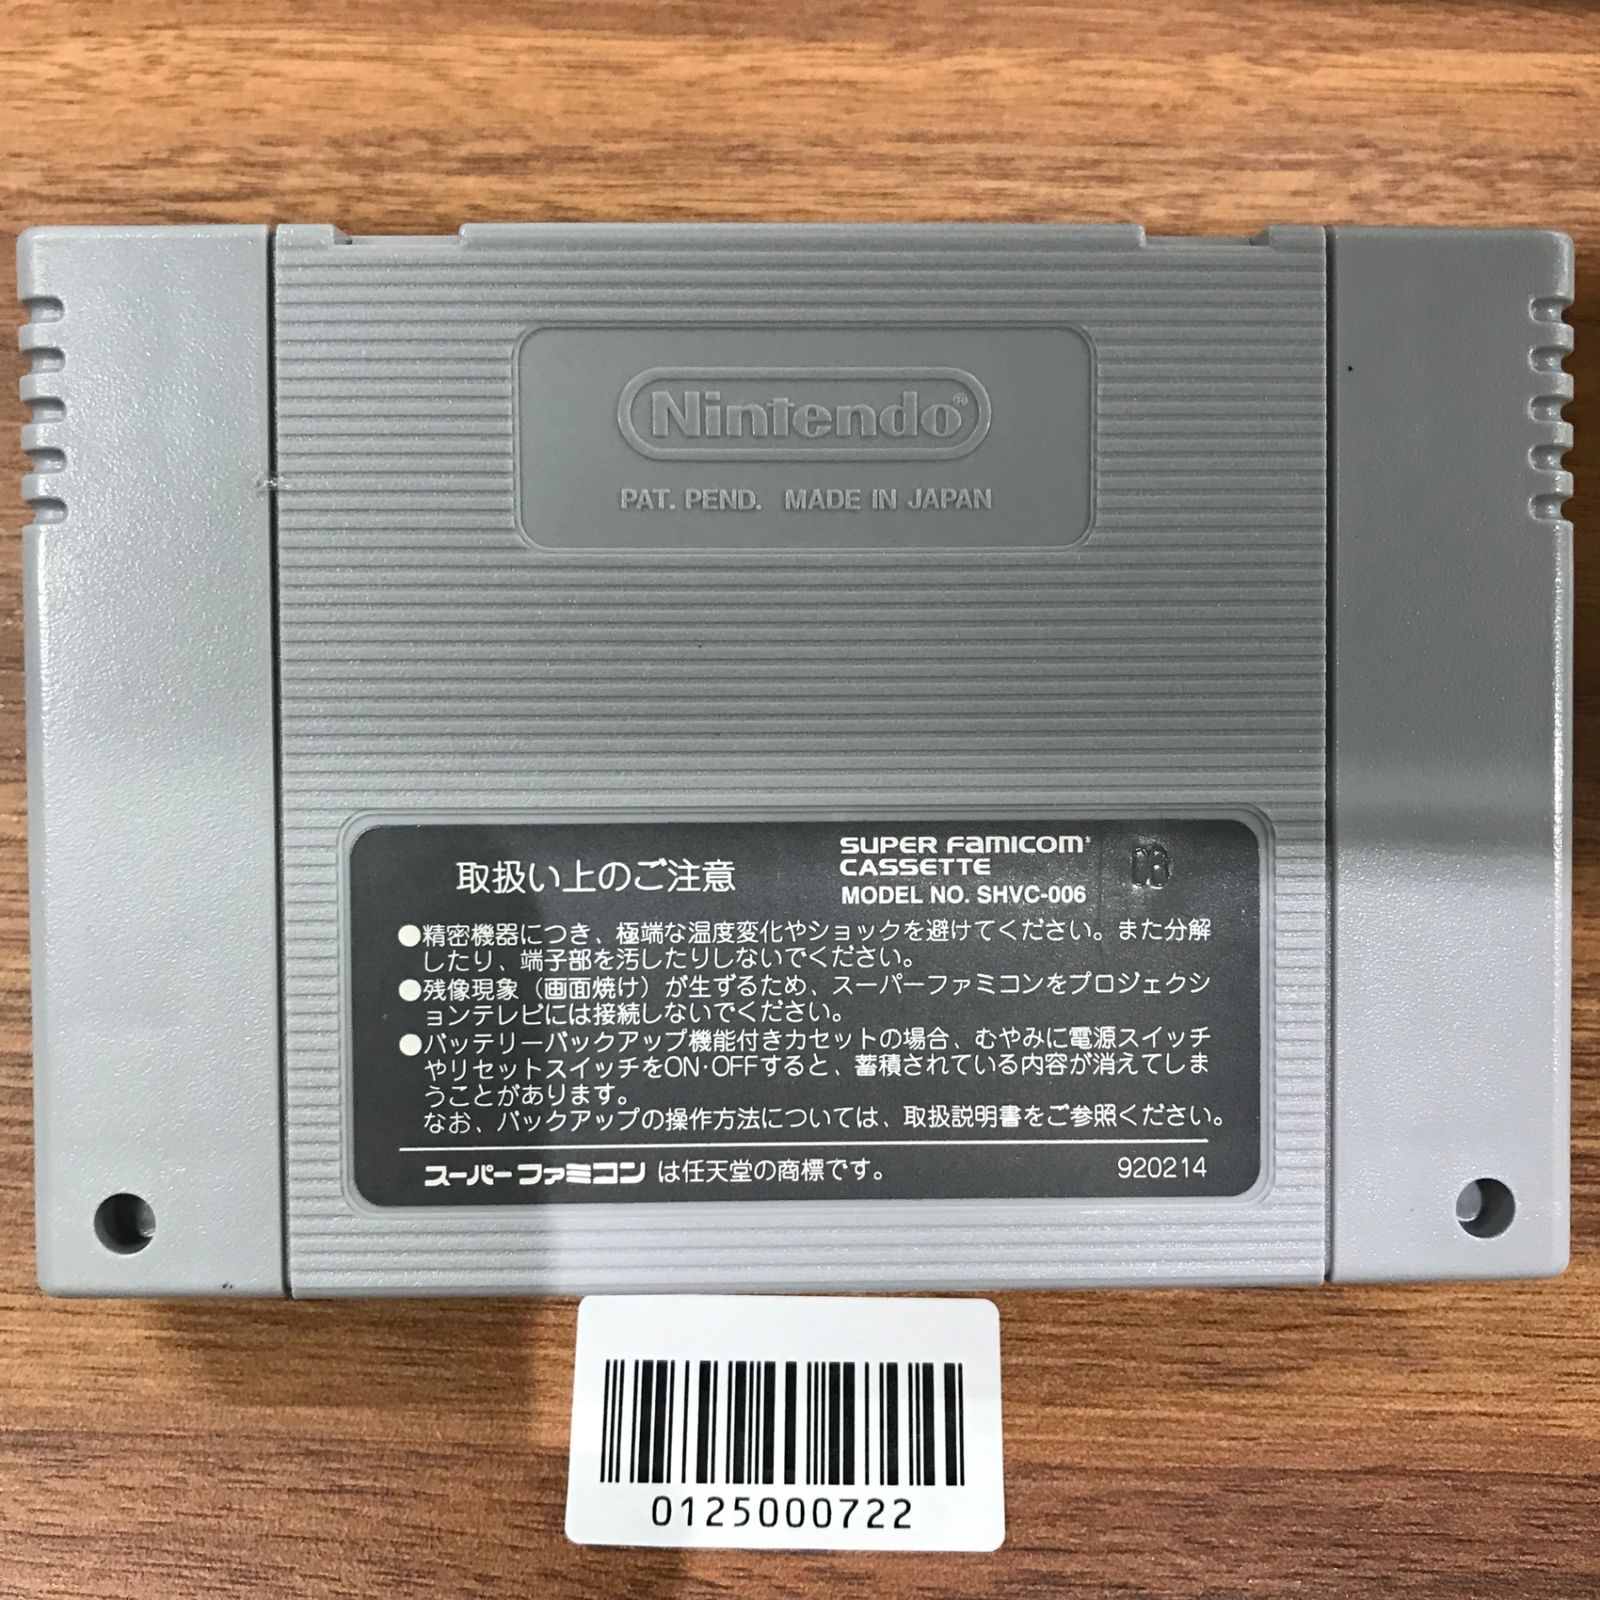 Nintendo®
PAT. PEND. MADE IN JAPAN
取扱い上のご注意
SUPER FAMICOM®
CASSETTE
MODEL NO. SHVC-006
●精密機器につき、極端な温度変化やショックを避けてください。また分解
したり、端子部を汚したりしないでください。
●残像現象(画面焼け)が生ずるため、スーパーファミコンをプロジェクシ
ョンテレビには接続しないでください。
●バッテリーバックアップ機能付きカセットの場合、むやみに電源スイッチ
やリセットスイッチをON・OFFすると、蓄積されている内容が消えてしま
うことがあります。
なお、バックアップの操作方法については、取扱説明書をご参照ください。
スーパーファミコン は任天堂の商標です。
920214
0125000722